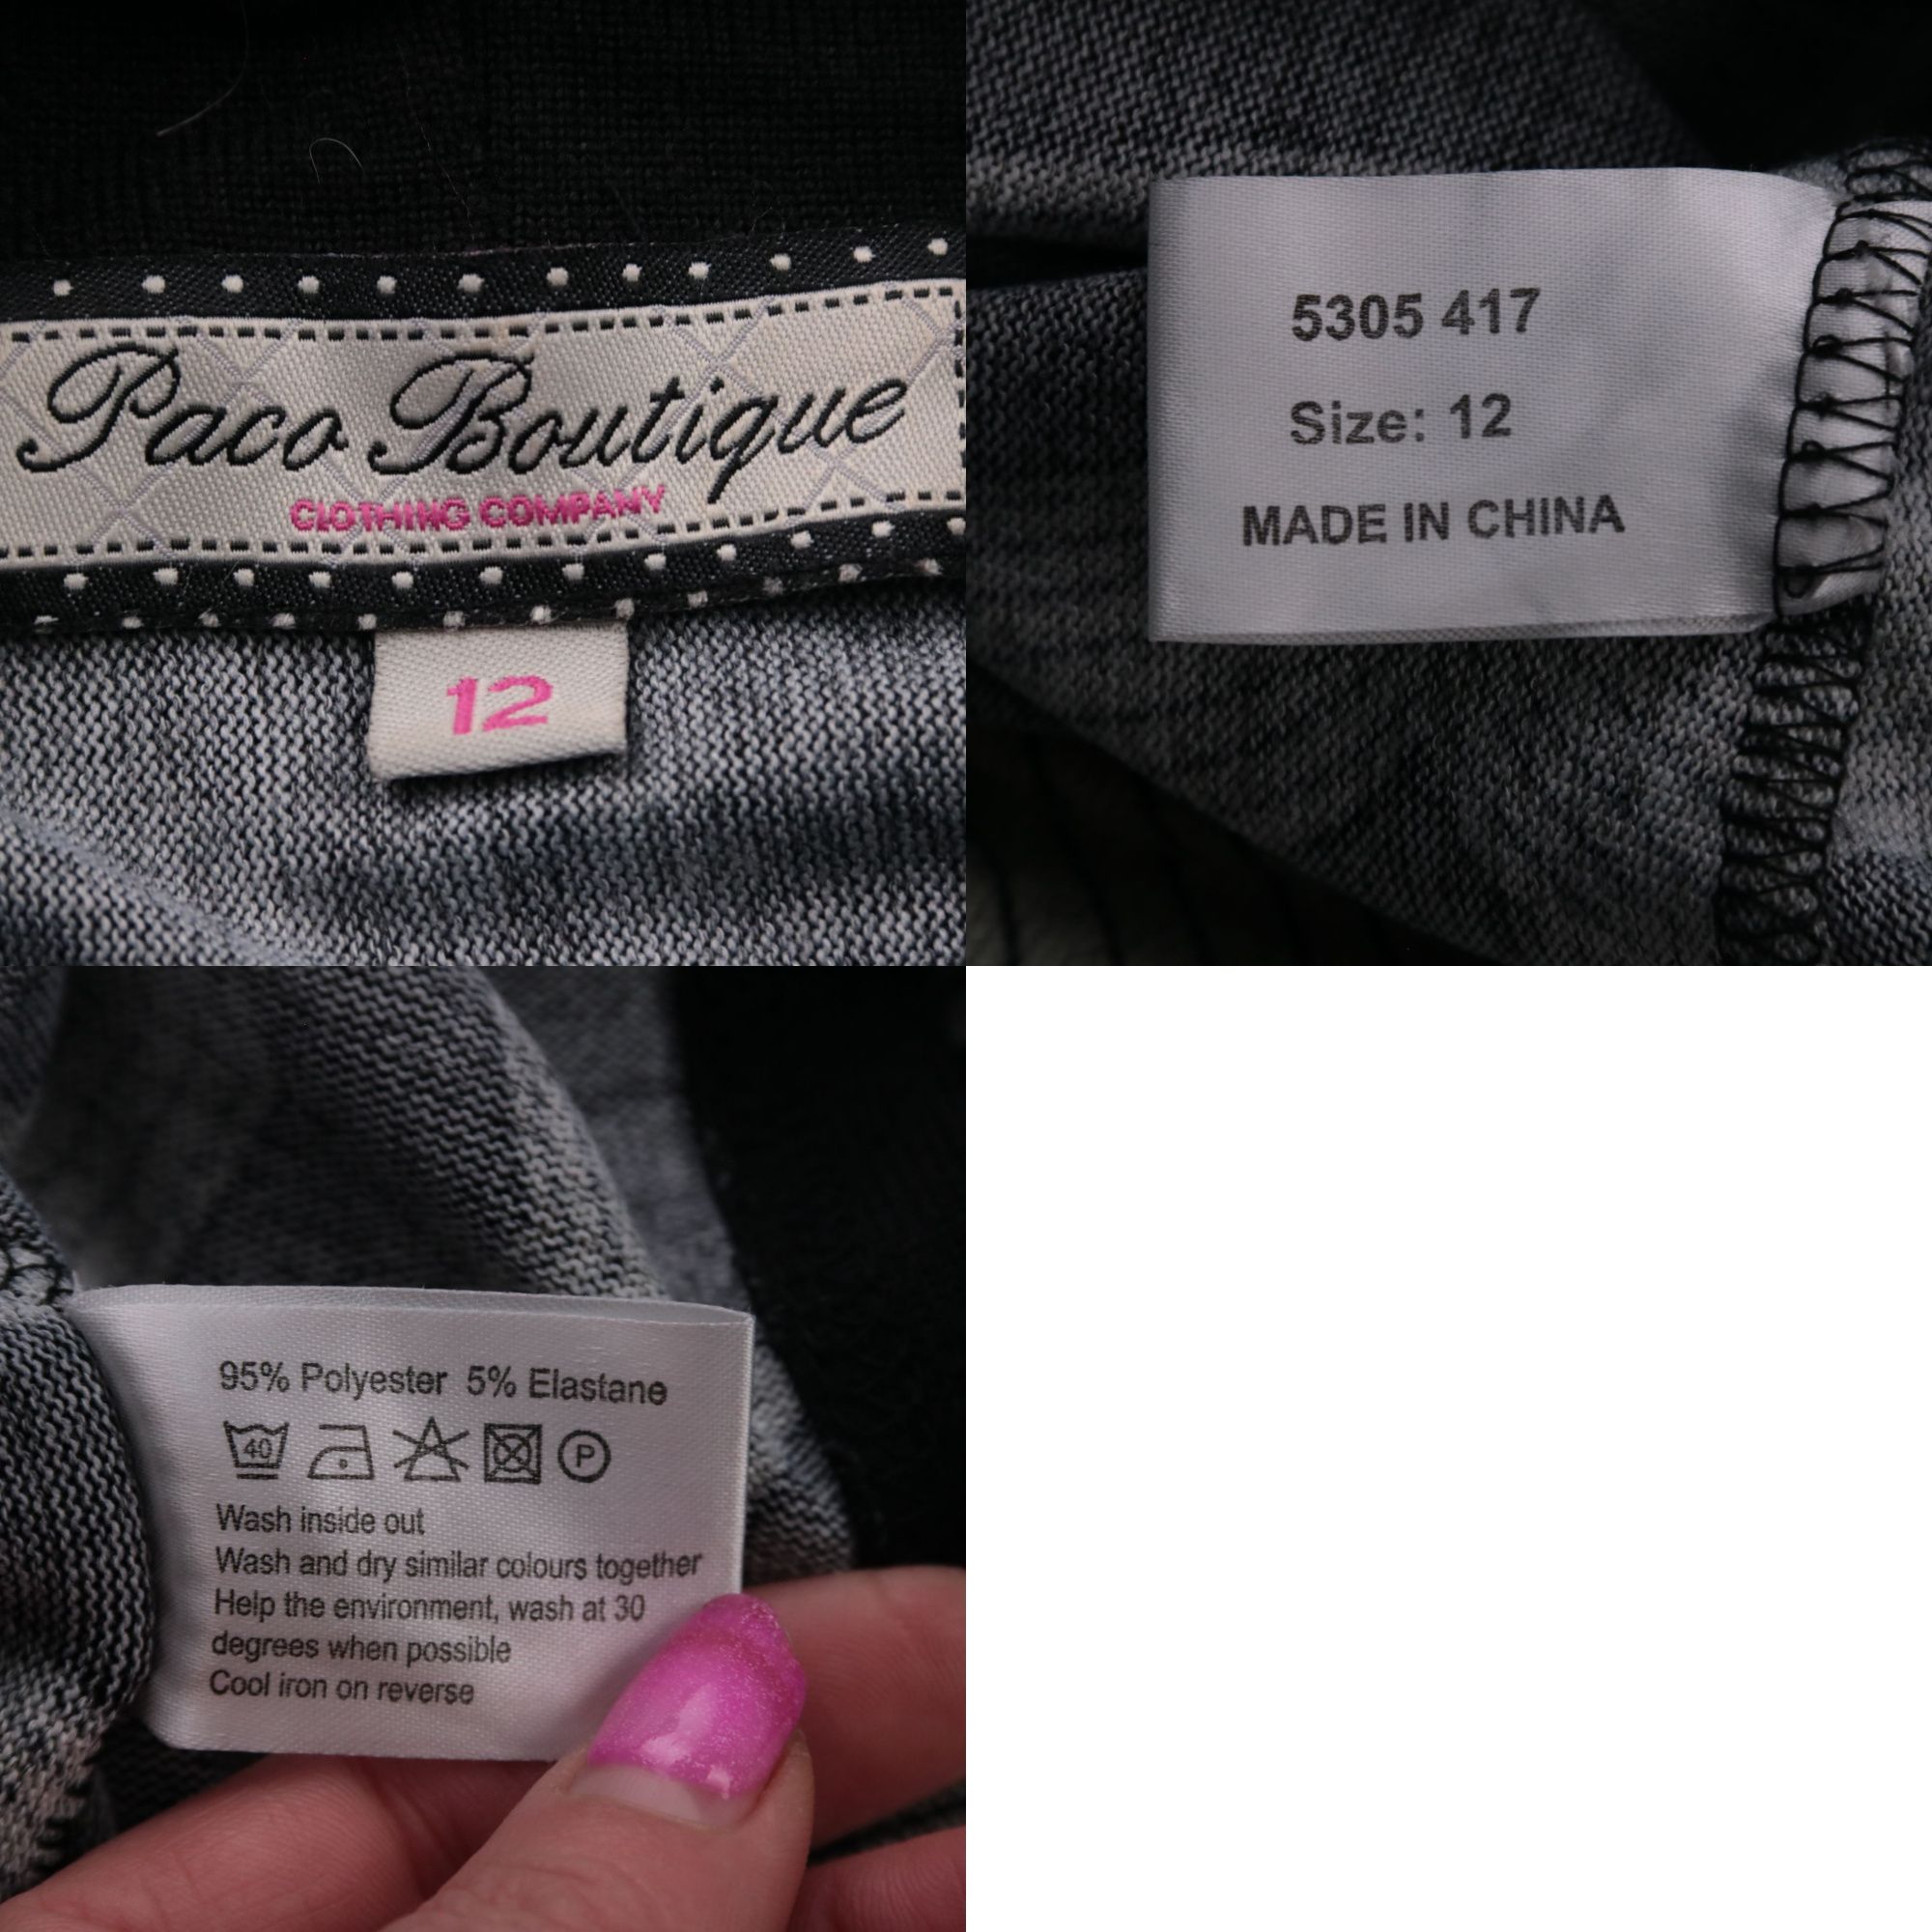 Paco Boutique
CLOTHING COMPANY
12
5305 417
Size: 12
MADE IN CHINA
95% Polyester 5% Elastane
40
P
Wash inside out
Wash and dry similar colours together
Help the environment, wash at 30
degrees when possible
Cool iron on reverse